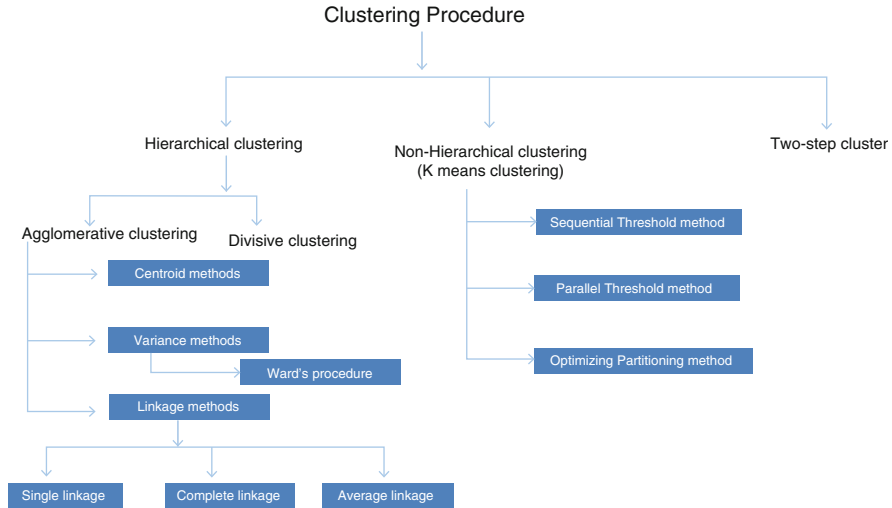 Clustering Procedure
Hierarchical clustering
Non-Hierarchical clustering
(K means clustering)
Two-step cluster
Agglomerative clustering
Divisive clustering
Sequential Threshold method
Centroid methods
Parallel Threshold method
Variance methods
Ward's procedure
Optimizing Partitioning method
Linkage methods
Single linkage
Complete linkage
Average linkage